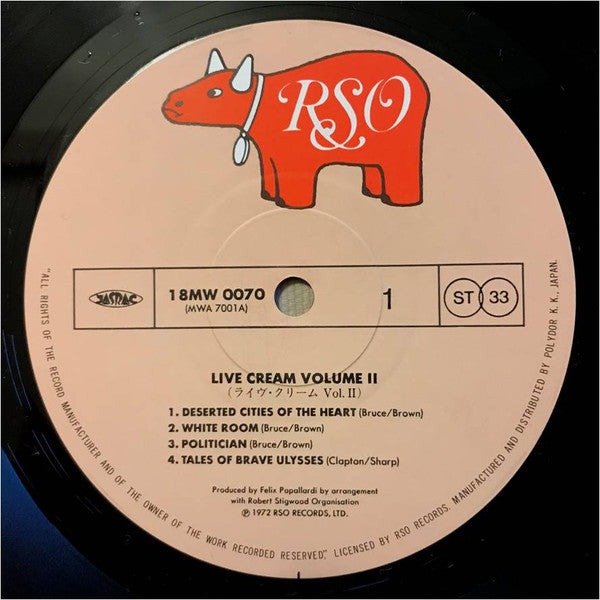 RSO
JASRAC
18MW 0070
(MWA 7001A)
1
ST 33
LIVE CREAM VOLUME II
(ライヴ・クリーム Vol. II)
1. DESERTED CITIES OF THE HEART (Bruce/Brown)
2. WHITE ROOM (Bruce/Brown)
3. POLITICIAN (Bruce/Brown)
4. TALES OF BRAVE ULYSSES (Clapton/Sharp)
Produced by Felix Papallardi by arrangement
with Robert Stigwood Organisation
℗ 1972 RSO RECORDS, LTD.
"ALL RIGHTS OF THE RECORD MANUFACTURER AND OF THE OWNER OF THE WORK RECORDED RESERVED." LICENSED BY RSO RECORDS. MANUFACTURED AND DISTRIBUTED BY POLYDOR K.K., JAPAN.